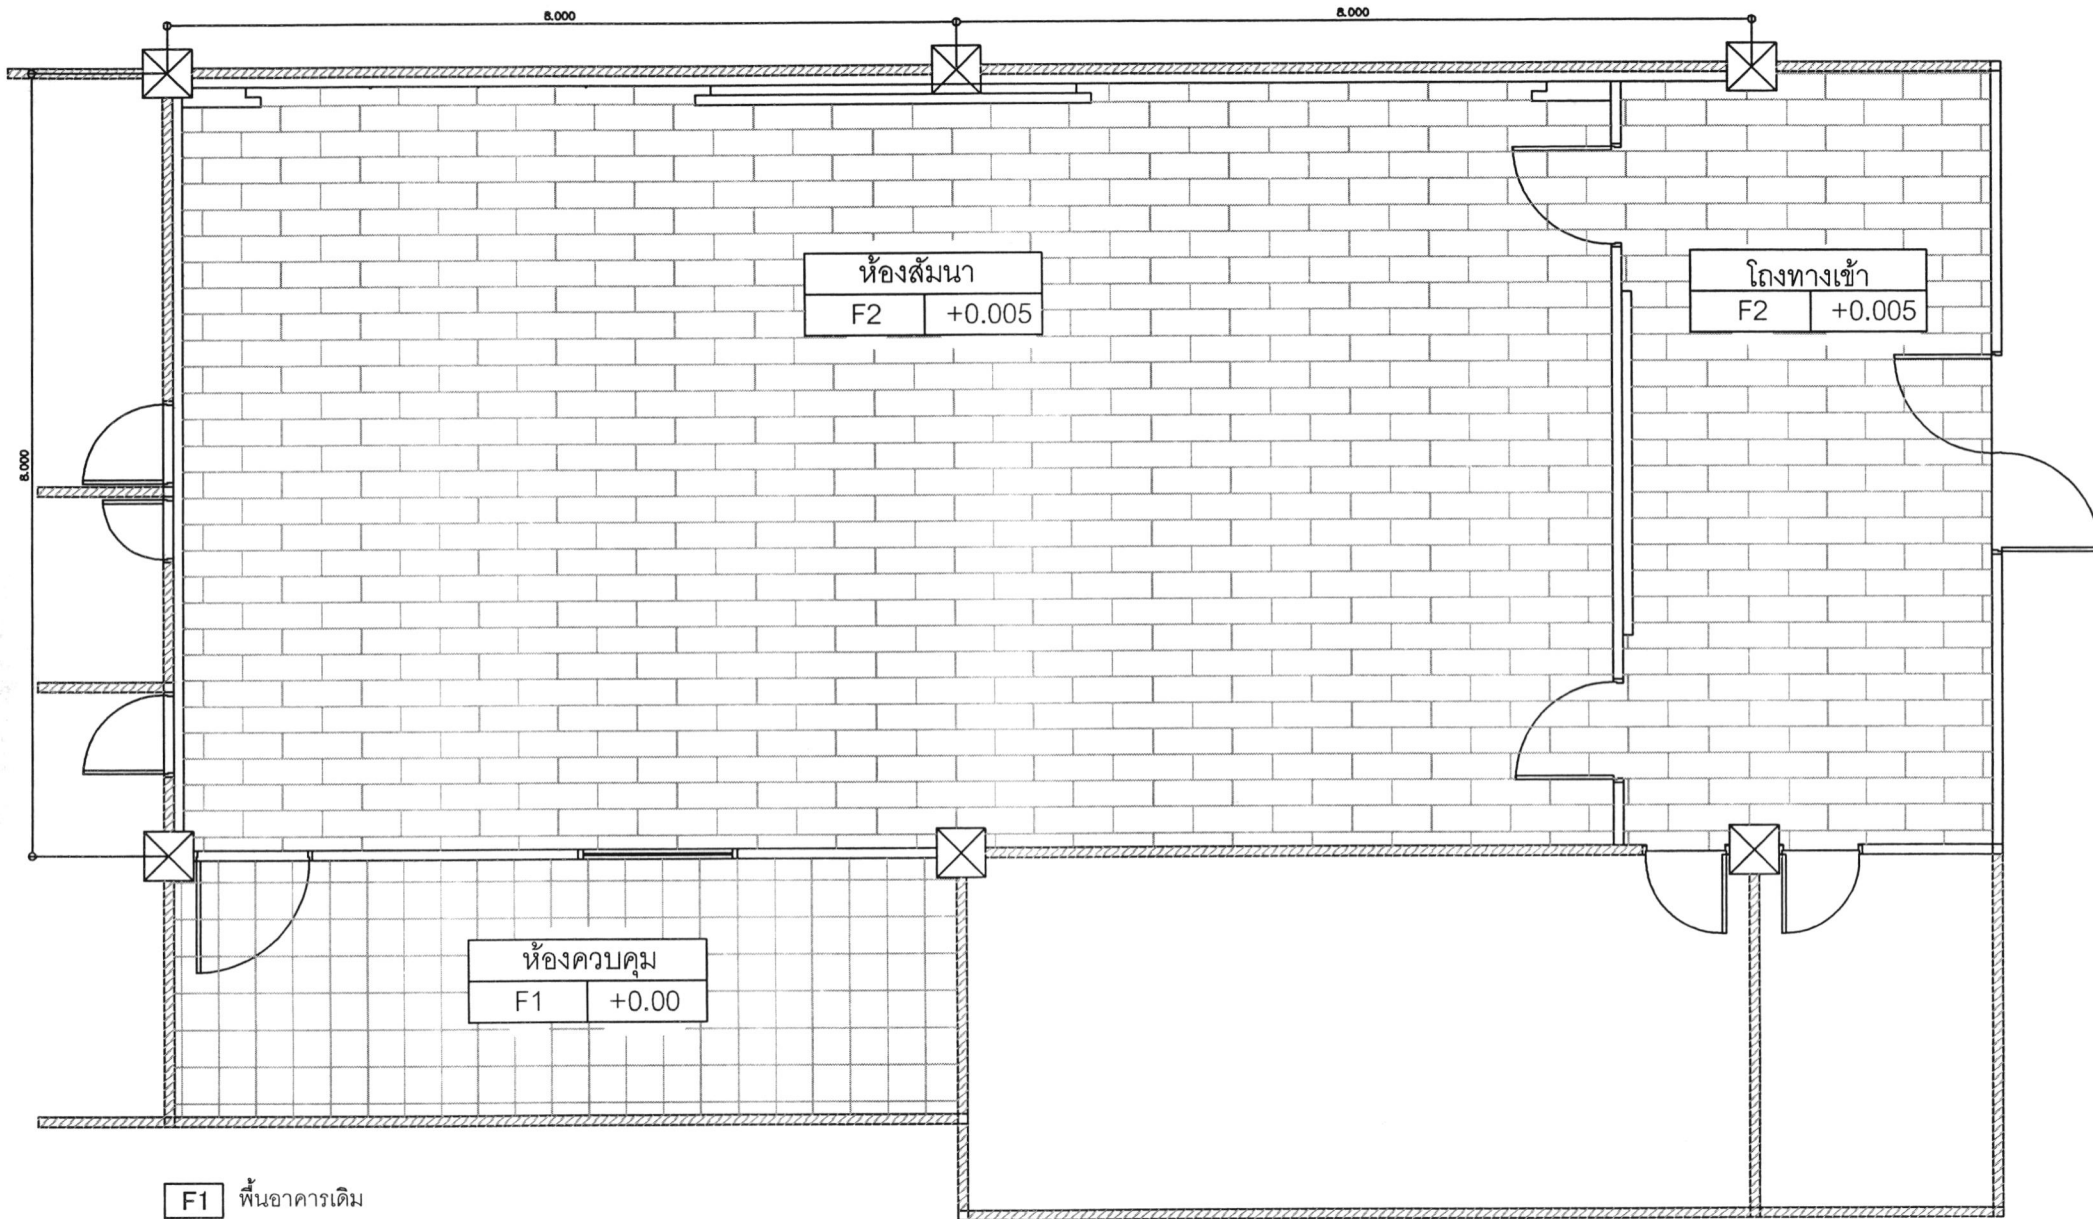 8.000
8.000
8.000
ห้องสัมนา
F2 +0.005
โถงทางเข้า
F2 +0.005
ห้องควบคุม
F1 +0.00
F1 พื้นอาคารเดิม